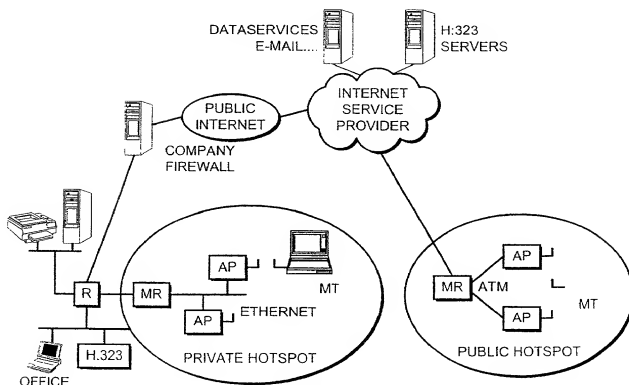 DATASERVICES
E-MAIL....
H:323
SERVERS
INTERNET
SERVICE
PROVIDER
PUBLIC
INTERNET
COMPANY
FIREWALL
AP
MT
R
MR
ETHERNET
AP
H.323
PRIVATE HOTSPOT
OFFICE
AP
MR
ATM
MT
AP
PUBLIC HOTSPOT